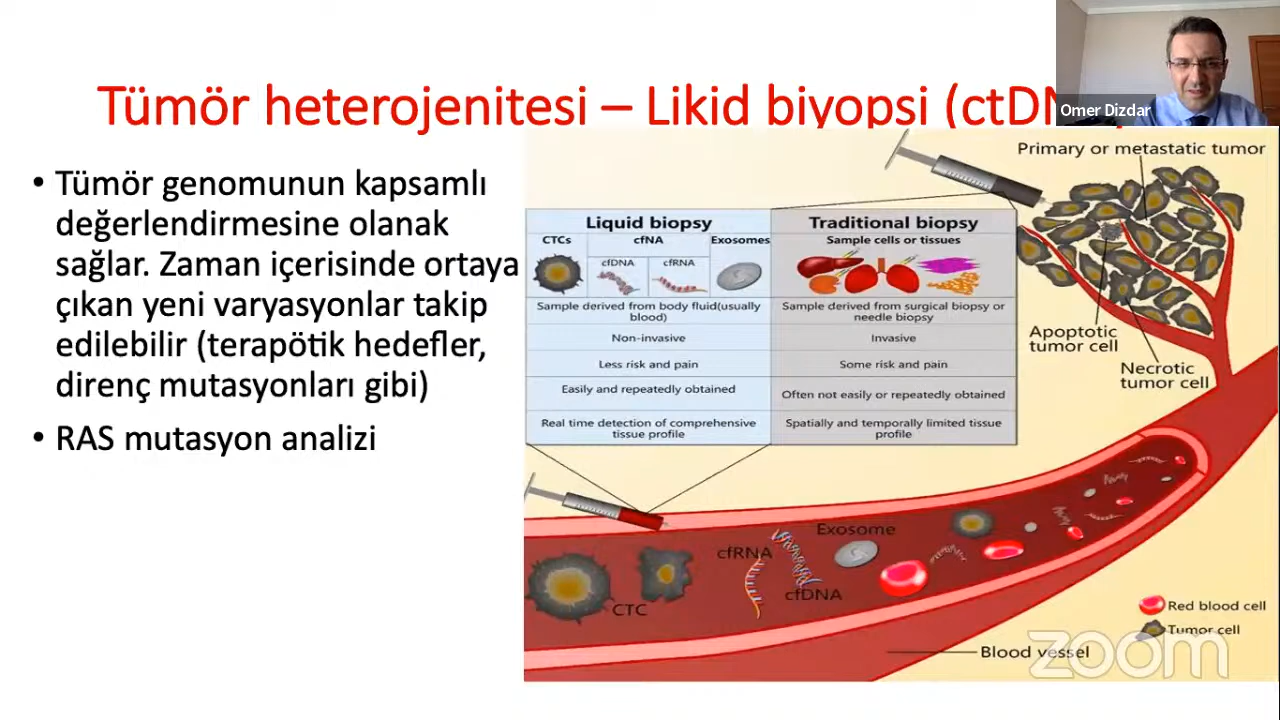 Omer Dizdar
Tümör heterojenitesi – Likid biyopsi (ctDN
• Tümör genomunun kapsamlı
değerlendirmesine olanak
sağlar. Zaman içerisinde ortaya
çıkan yeni varyasyonlar takip
edilebilir (terapötik hedefler,
direnç mutasyonları gibi)
• RAS mutasyon analizi
Primary or metastatic tumor
Liquid biopsy
Traditional biopsy
CTCs
cfNA
Exosomes
Sample cells or tissues
cfDNA
cfRNA
Sample derived from body fluid(usually
blood)
Sample derived from surgical biopsy or
needle biopsy
Non-invasive
Invasive
Less risk and pain
Some risk and pain
Easily and repeatedly obtained
Often not easily or repeatedly obtained
Real time detection of comprehensive
tissue profile
Spatially and temporally limited tissue
profile
Apoptotic
tumor cell
Necrotic
tumor cell
Exosome
cfRNA
cfDNA
CTC
Red blood cell
Tumor cell
Blood vessel
zoom